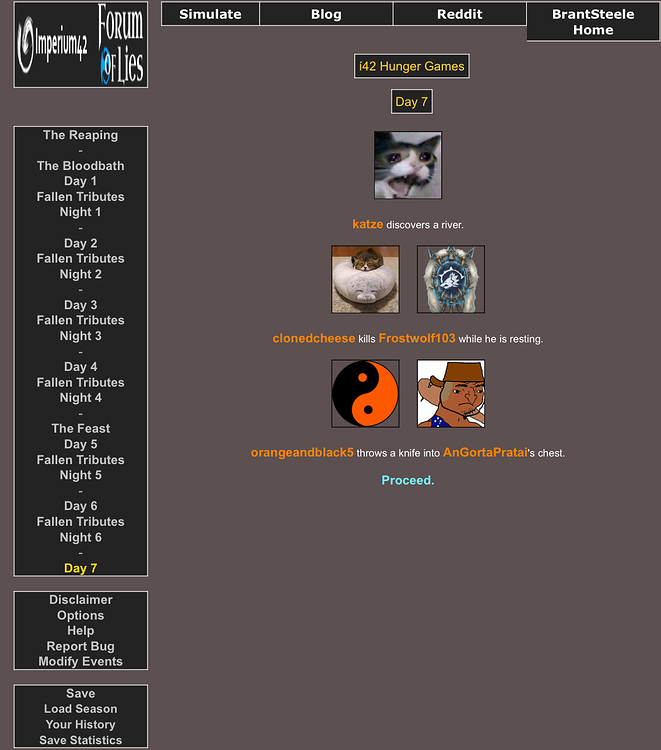 Imperium42
FORUM
OF LIES
Simulate
Blog
Reddit
BrantSteele
Home
í42 Hunger Games
Day 7
katze discovers a river.
clonedcheese kills Frostwolf103 while he is resting.
orangeandblack5 throws a knife into AnGortaPratai's chest.
Proceed.
The Reaping
-
The Bloodbath
Day 1
Fallen Tributes
Night 1
-
Day 2
Fallen Tributes
Night 2
-
Day 3
Fallen Tributes
Night 3
-
Day 4
Fallen Tributes
Night 4
-
The Feast
Day 5
Fallen Tributes
Night 5
-
Day 6
Fallen Tributes
Night 6
-
Day 7
Disclaimer
Options
Help
Report Bug
Modify Events
Save
Load Season
Your History
Save Statistics